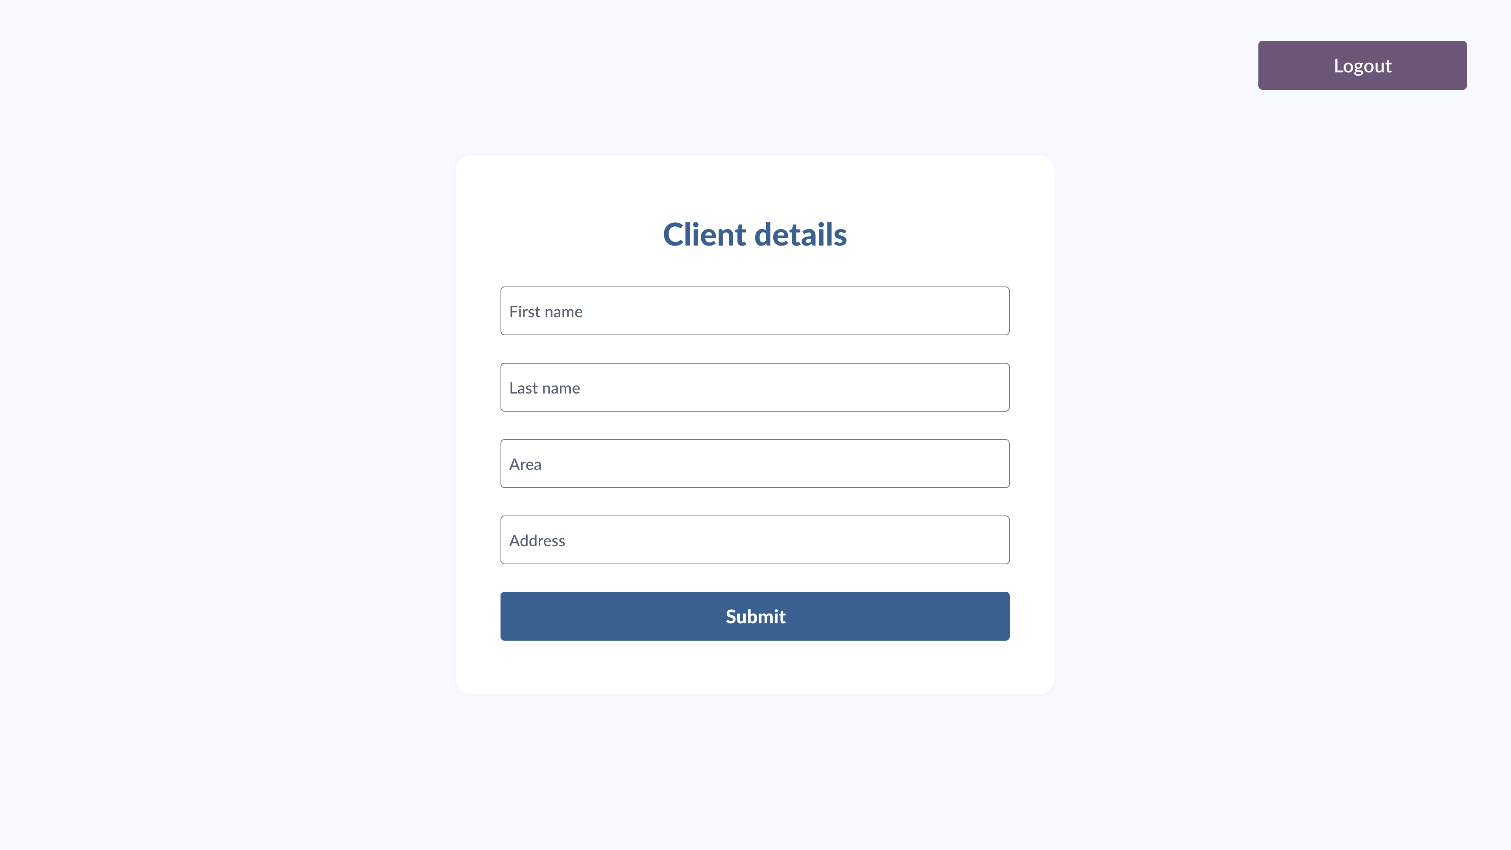 Logout
Client details
First name
Last name
Area
Address
Submit